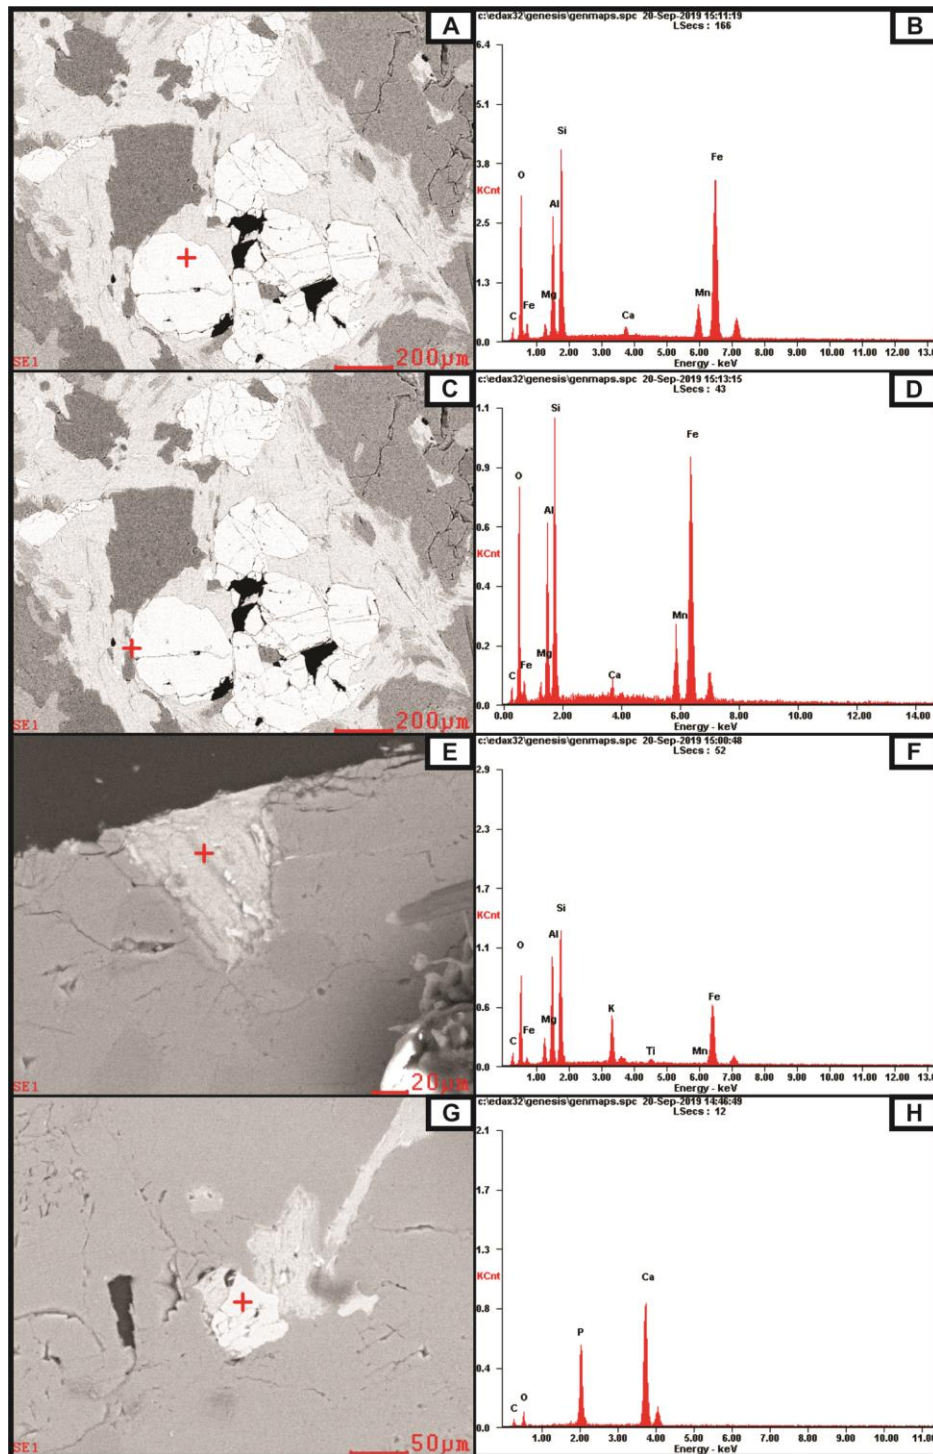 A
SE1
200µm
B
c:\edax32\genesis\genmaps.spc 20-Sep-2019 15:11:19
LSecs : 166
6.4
5.1
3.8
2.5
1.3
0.0
KCnt
C
O
Fe
Mg
Al
Si
Ca
Mn
Fe
1.00 2.00 3.00 4.00 5.00 6.00 7.00 8.00 9.00 10.00 11.00 12.00 13.0
Energy - keV
C
SE1
200µm
D
c:\edax32\genesis\genmaps.spc 20-Sep-2019 15:13:15
LSecs : 43
1.1
0.9
0.6
0.4
0.2
0.0
KCnt
C
O
Fe
Mg
Al
Si
Ca
Mn
Fe
0.00 2.00 4.00 6.00 8.00 10.00 12.00 14.00
Energy - keV
E
SE1
20µm
F
c:\edax32\genesis\genmaps.spc 20-Sep-2019 15:00:48
LSecs : 52
2.9
2.3
1.7
1.1
0.6
0.0
KCnt
C
O
Fe
Mg
Al
Si
K
Ti
Mn
Fe
1.00 2.00 3.00 4.00 5.00 6.00 7.00 8.00 9.00 10.00 11.00 12.00 13.0
Energy - keV
G
SE1
50µm
H
c:\edax32\genesis\genmaps.spc 20-Sep-2019 14:46:49
LSecs : 12
2.1
1.7
1.3
0.8
0.4
0.0
KCnt
C
O
P
Ca
1.00 2.00 3.00 4.00 5.00 6.00 7.00 8.00 9.00 10.00 11.00
Energy - keV